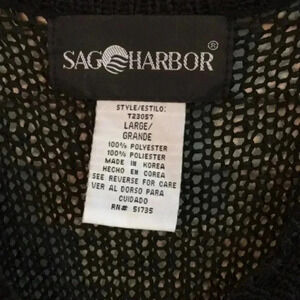 SAG HARBOR®
STYLE/ESTILO:
T23057
LARGE/
GRANDE
100% POLYESTER
100% POLIESTER
MADE IN KOREA
HECHO EN COREA
SEE REVERSE FOR CARE
VER AL DORSO PARA
CUIDADO
RN# 51735